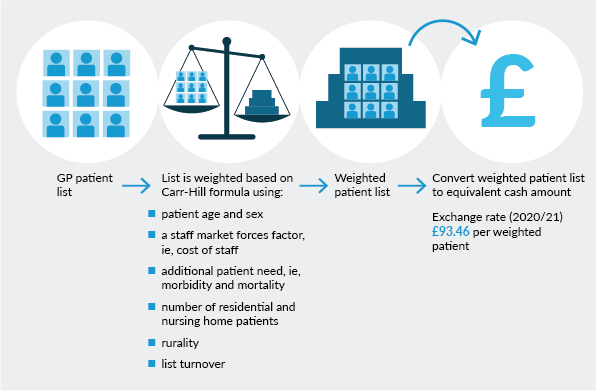 GP patient
list
List is weighted based on
Carr-Hill formula using:
patient age and sex
a staff market forces factor,
ie, cost of staff
additional patient need, ie,
morbidity and mortality
number of residential and
nursing home patients
rurality
list turnover
Weighted
patient list
£
Convert weighted patient list
to equivalent cash amount
Exchange rate (2020/21)
£93.46 per weighted
patient